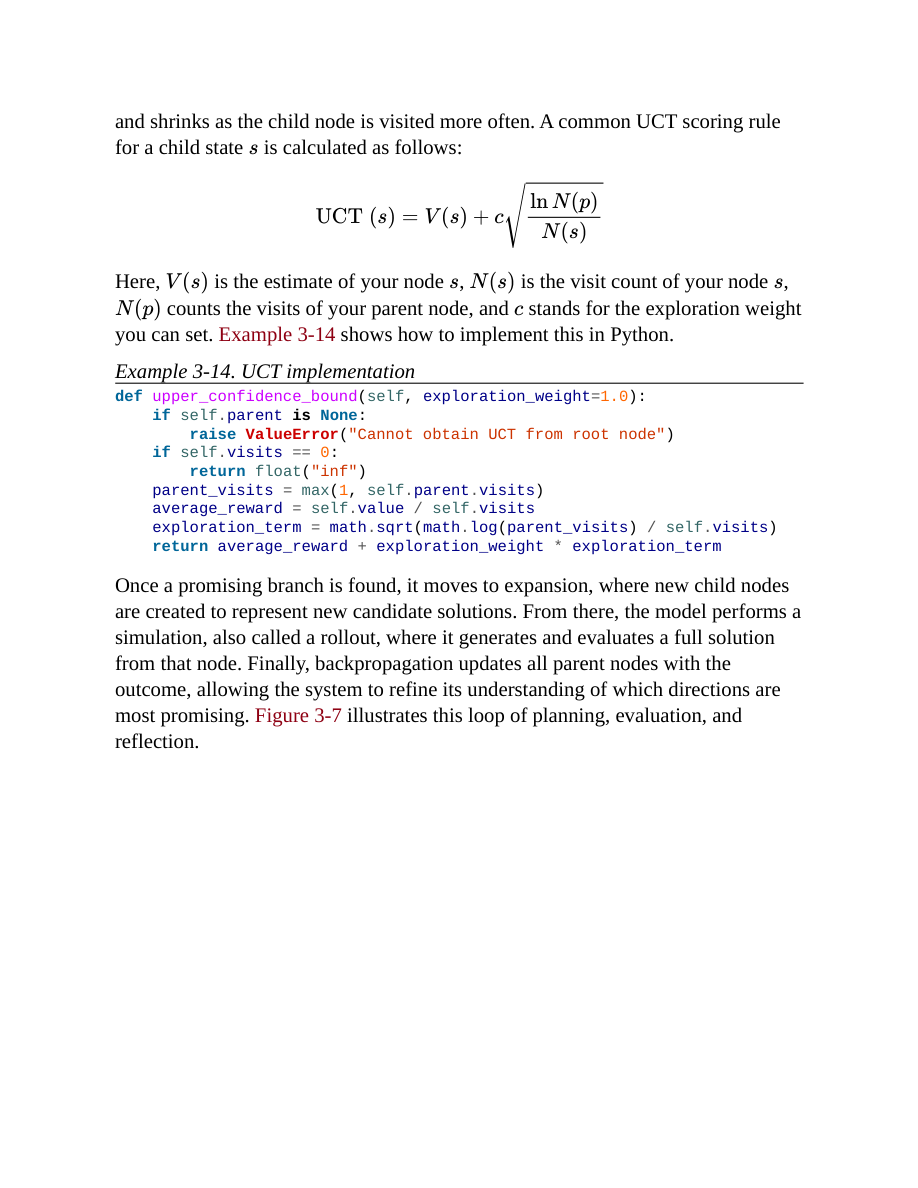 and shrinks as the child node is visited more often. A common UCT scoring rule
for a child state s is calculated as follows:
UCT (s) = V(s) + c√(ln N(p) / N(s))
Here, V(s) is the estimate of your node s, N(s) is the visit count of your node s,
N(p) counts the visits of your parent node, and c stands for the exploration weight
you can set. Example 3-14 shows how to implement this in Python.
Example 3-14. UCT implementation
def upper_confidence_bound(self, exploration_weight=1.0):
    if self.parent is None:
        raise ValueError("Cannot obtain UCT from root node")
    if self.visits == 0:
        return float("inf")
    parent_visits = max(1, self.parent.visits)
    average_reward = self.value / self.visits
    exploration_term = math.sqrt(math.log(parent_visits) / self.visits)
    return average_reward + exploration_weight * exploration_term
Once a promising branch is found, it moves to expansion, where new child nodes
are created to represent new candidate solutions. From there, the model performs a
simulation, also called a rollout, where it generates and evaluates a full solution
from that node. Finally, backpropagation updates all parent nodes with the
outcome, allowing the system to refine its understanding of which directions are
most promising. Figure 3-7 illustrates this loop of planning, evaluation, and
reflection.